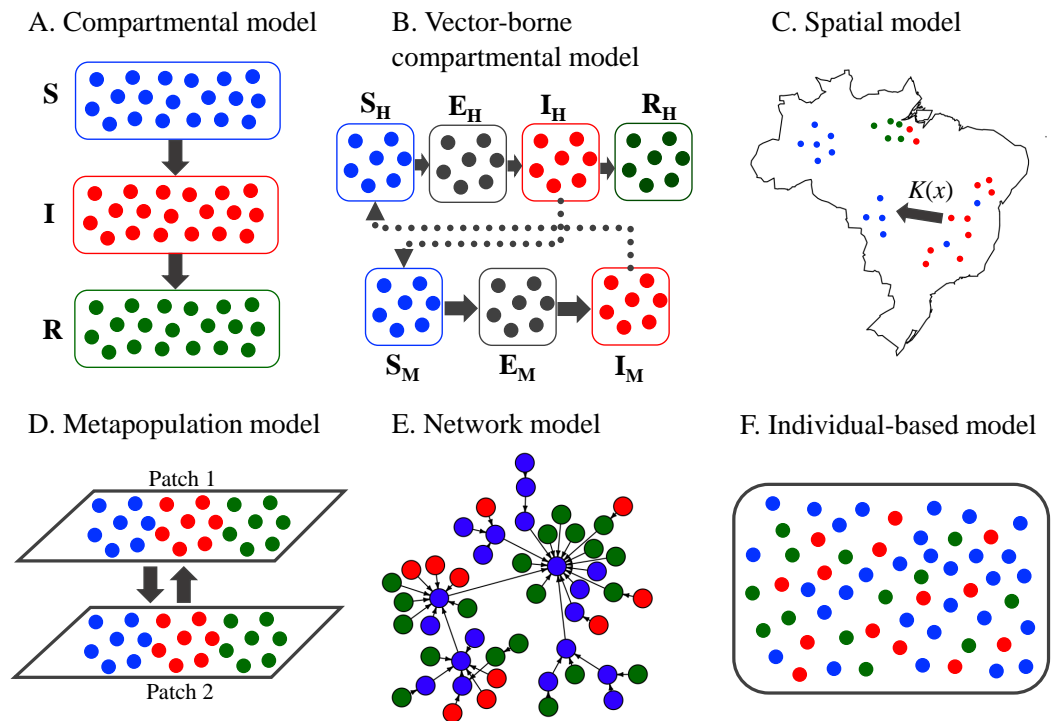 A. Compartmental model
S
I
R
B. Vector-borne
compartmental model
S_H E_H I_H R_H
S_M E_M I_M
C. Spatial model
K(x)
D. Metapopulation model
Patch 1
Patch 2
E. Network model
F. Individual-based model